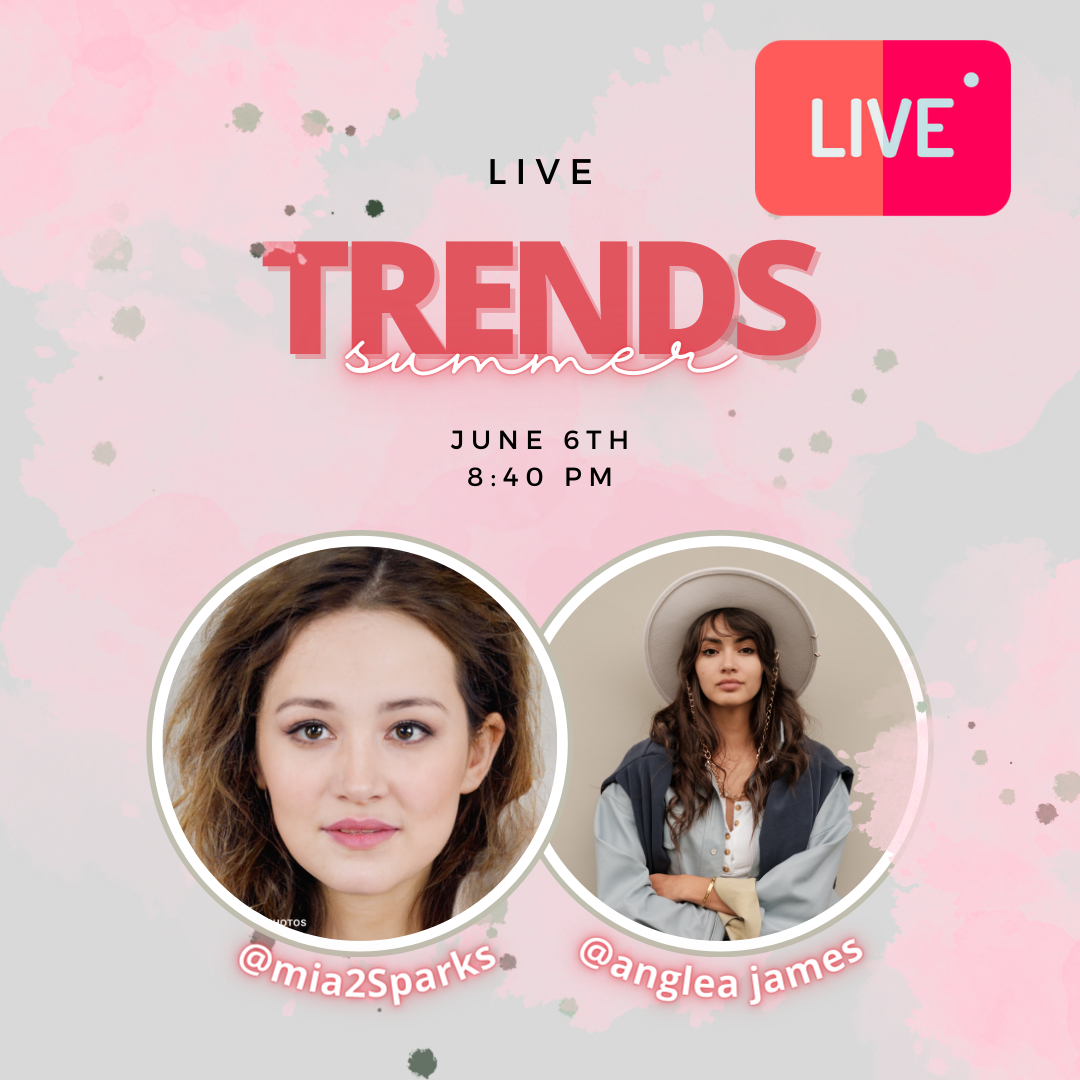 LIVE
LIVE
TRENDS
summer
JUNE 6TH
8:40 PM
@mia2Sparks
@anglea james